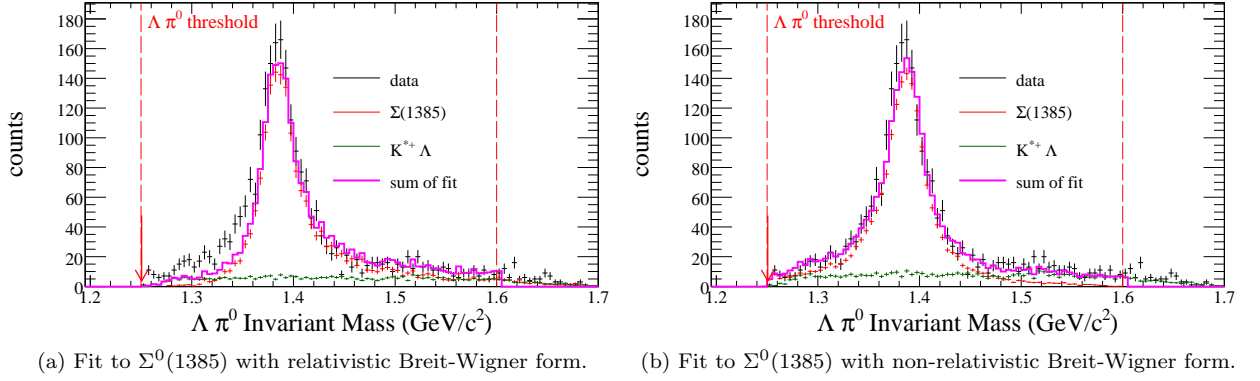 180
160
140
120
100
80
60
40
20
0
counts
Λ π⁰ threshold
data
Σ(1385)
K*⁺ Λ
sum of fit
1.2 1.3 1.4 1.5 1.6 1.7
Λ π⁰ Invariant Mass (GeV/c²)
(a) Fit to Σ⁰(1385) with relativistic Breit-Wigner form.
180
160
140
120
100
80
60
40
20
0
counts
Λ π⁰ threshold
data
Σ(1385)
K*⁺ Λ
sum of fit
1.2 1.3 1.4 1.5 1.6 1.7
Λ π⁰ Invariant Mass (GeV/c²)
(b) Fit to Σ⁰(1385) with non-relativistic Breit-Wigner form.